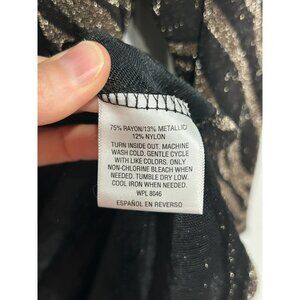 75% RAYON/13% METALLIC/
12% NYLON
TURN INSIDE OUT. MACHINE
WASH COLD, GENTLE CYCLE
WITH LIKE COLORS. ONLY
NON-CHLORINE BLEACH WHEN
NEEDED. TUMBLE DRY LOW.
COOL IRON WHEN NEEDED.
WPL 8046
ESPAÑOL EN REVERSO